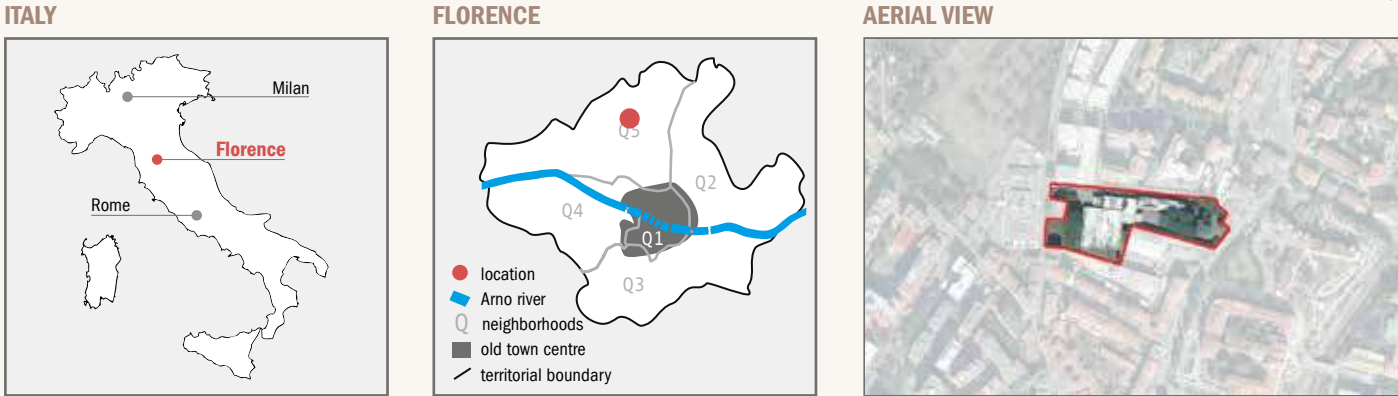 ITALY
Milan
Florence
Rome
FLORENCE
Q5
Q2
Q4
Q1
Q3
location
Arno river
Q neighborhoods
old town centre
territorial boundary
AERIAL VIEW